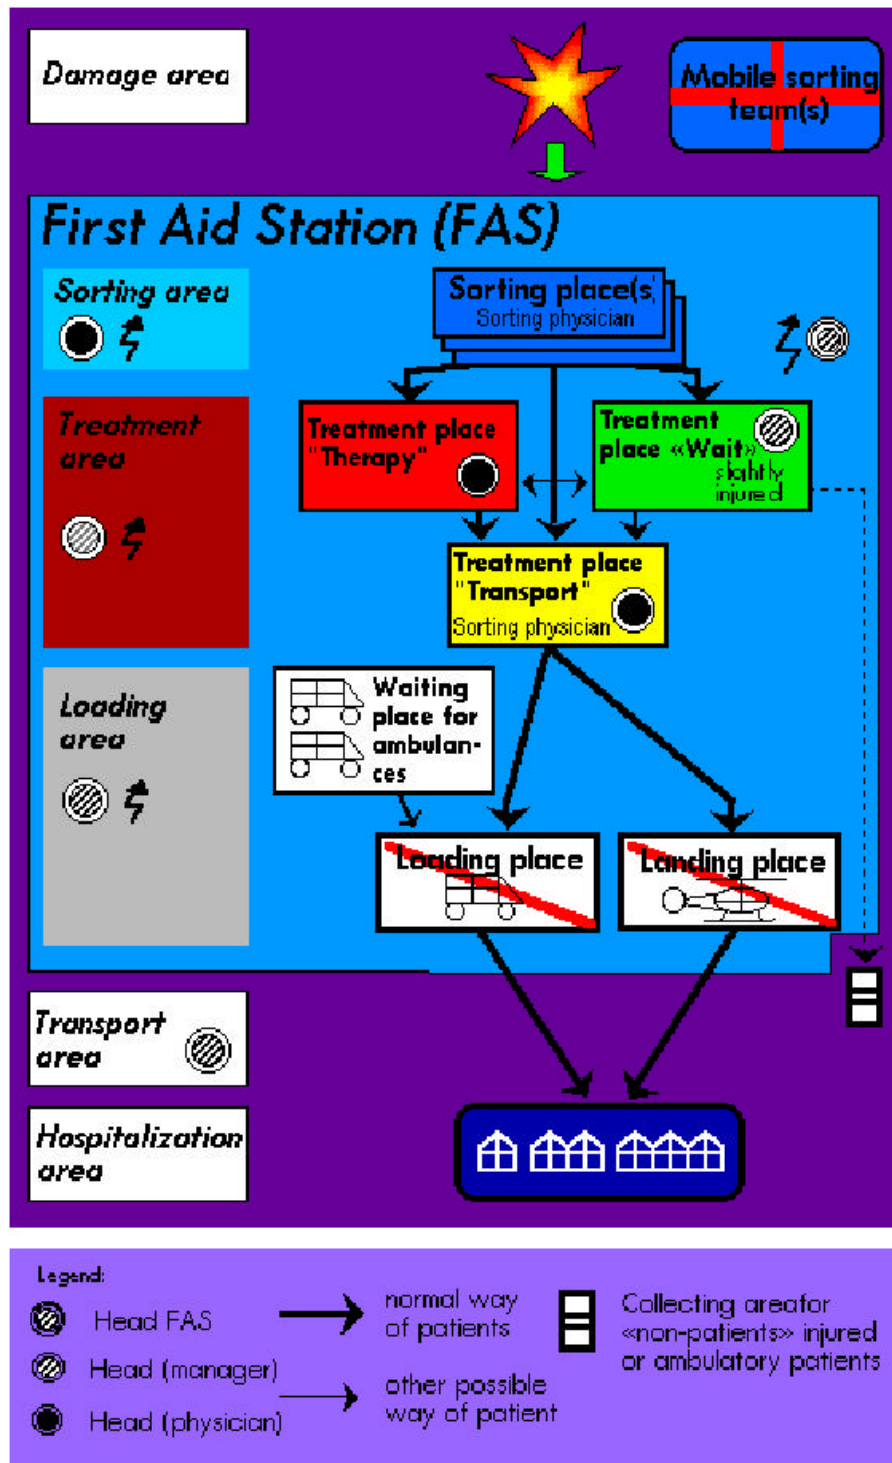 Damage area
Mobile sorting
team(s)
First Aid Station (FAS)
Sorting area
Sorting place(s)
Sorting physician
Treatment
area
Treatment place
"Therapy"
Treatment
place «Wait»
slightly
injured
Treatment place
"Transport"
Sorting physician
Loading
area
Waiting
place for
ambulan-
ces
Loading place
Landing place
Transport
area
Hospitalization
area
Legend:
Head FAS
Head (manager)
Head (physician)
normal way
of patients
other possible
way of patient
Collecting areafor
«non-patients» injured
or ambulatory patients